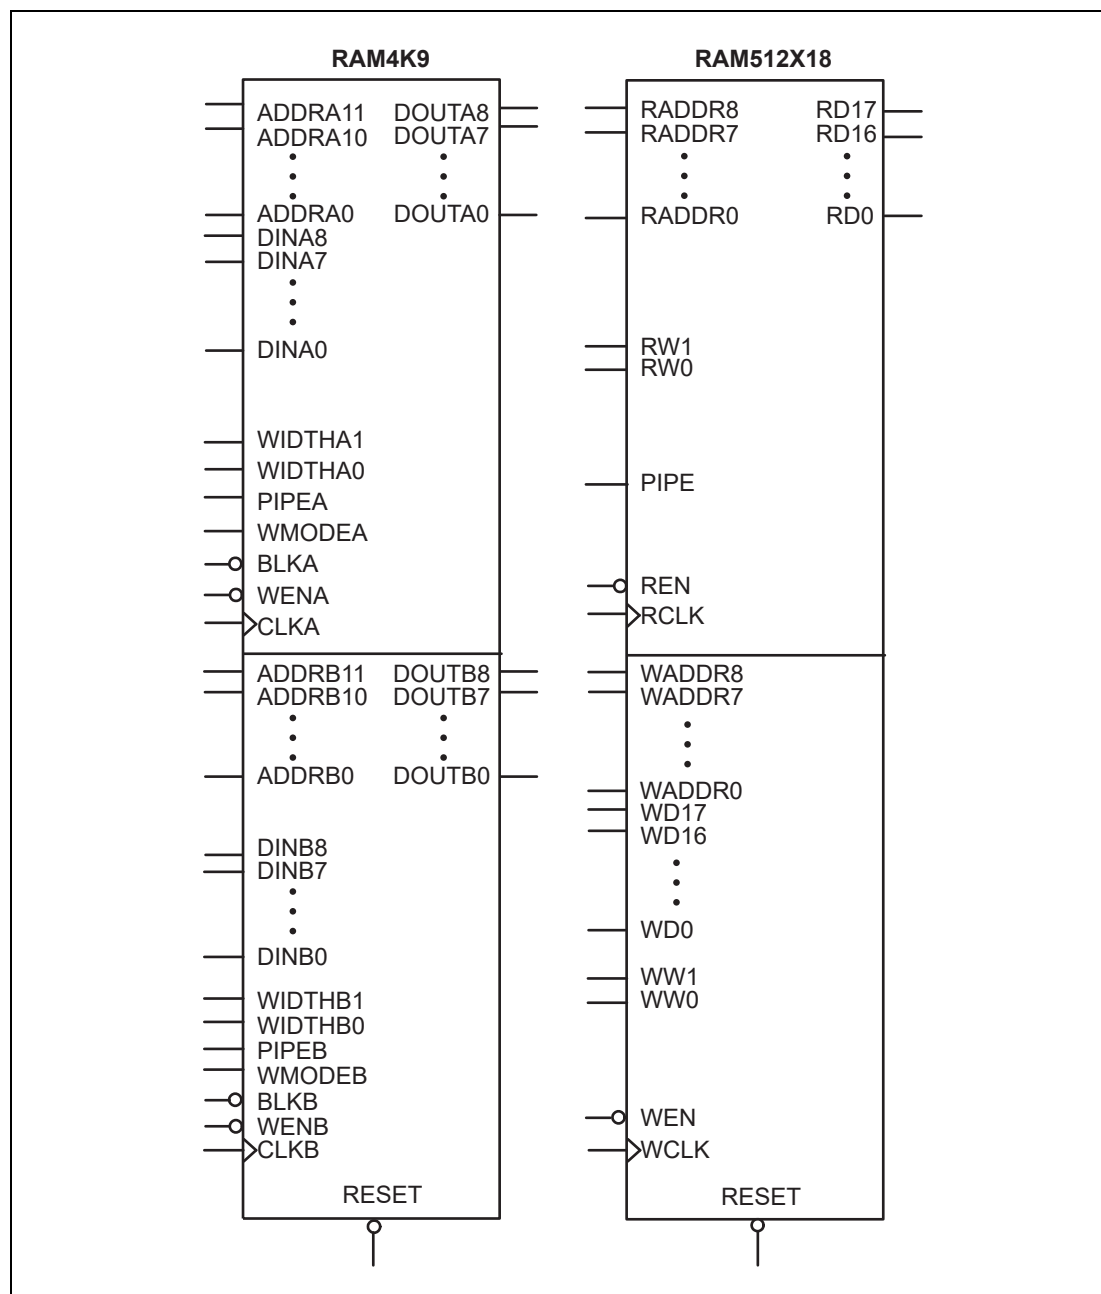 RAM4K9
ADDRA11 DOUTA8
ADDRA10 DOUTA7
ADDRA0 DOUTA0
DINA8
DINA7
DINA0
WIDTHA1
WIDTHA0
PIPEA
WMODEA
BLKA
WENA
CLKA
ADDRB11 DOUTB8
ADDRB10 DOUTB7
ADDRB0 DOUTB0
DINB8
DINB7
DINB0
WIDTHB1
WIDTHB0
PIPEB
WMODEB
BLKB
WENB
CLKB
RESET
RAM512X18
RADDR8 RD17
RADDR7 RD16
RADDR0 RD0
RW1
RW0
PIPE
REN
RCLK
WADDR8
WADDR7
WADDR0
WD17
WD16
WD0
WW1
WW0
WEN
WCLK
RESET